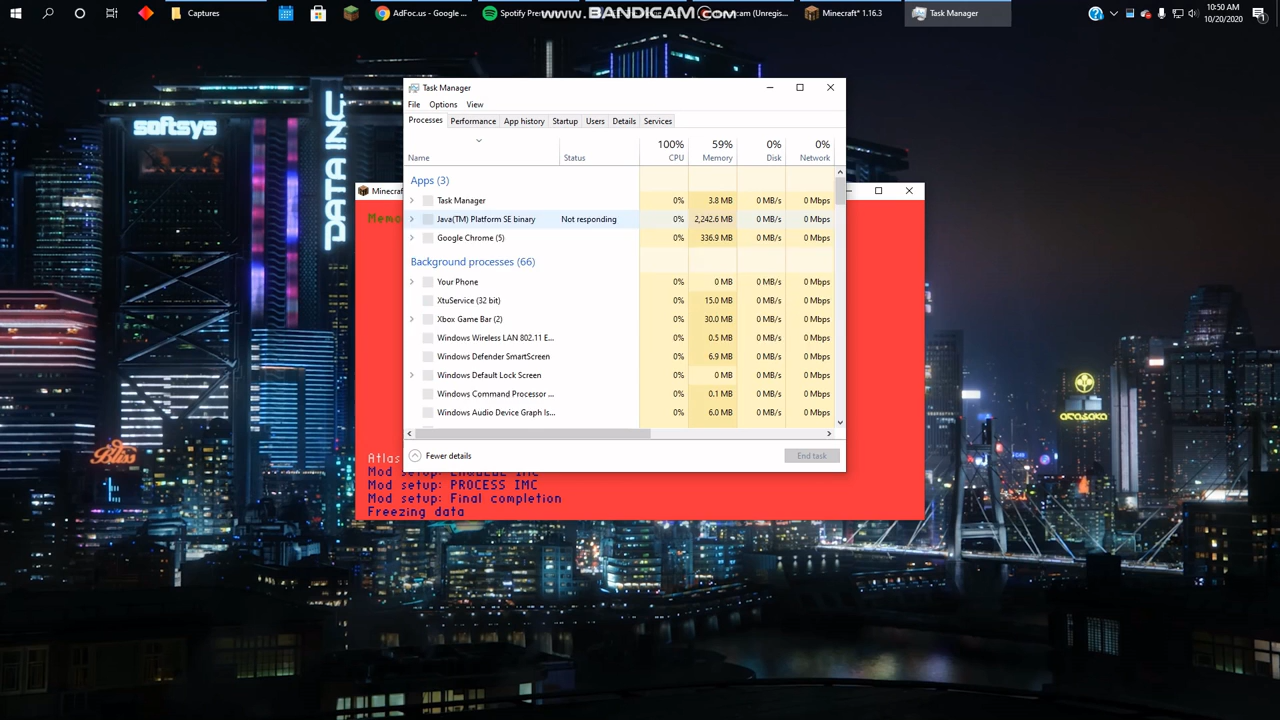 Captures
AdFoc.us - Google ...
Spotify Pre
www.BANDICAM.com
cam (Unregis...
Minecraft* 1.16.3
Task Manager
10:50 AM
10/20/2020
1
softsys
DATA INC.
Bliss
arasaka
Task Manager
File Options View
Processes Performance App history Startup Users Details Services
100% 59% 0% 0%
Name Status CPU Memory Disk Network
Apps (3)
Task Manager 0% 3.8 MB 0 MB/s 0 Mbps
Java(TM) Platform SE binary Not responding 0% 2,242.6 MB 0 MB/s 0 Mbps
Google Chrome (5) 0% 336.9 MB 0 MB/s 0 Mbps
Background processes (66)
Your Phone 0% 0 MB 0 MB/s 0 Mbps
XtuService (32 bit) 0% 15.0 MB 0 MB/s 0 Mbps
Xbox Game Bar (2) 0% 30.0 MB 0 MB/s 0 Mbps
Windows Wireless LAN 802.11 E... 0% 0.5 MB 0 MB/s 0 Mbps
Windows Defender SmartScreen 0% 6.9 MB 0 MB/s 0 Mbps
Windows Default Lock Screen 0% 0 MB 0 MB/s 0 Mbps
Windows Command Processor ... 0% 0.1 MB 0 MB/s 0 Mbps
Windows Audio Device Graph Is... 0% 6.0 MB 0 MB/s 0 Mbps
Fewer details End task
Minecraf
Memo
Atlas
Mod setup: ENQUEUE IMC
Mod setup: PROCESS IMC
Mod setup: Final completion
Freezing data